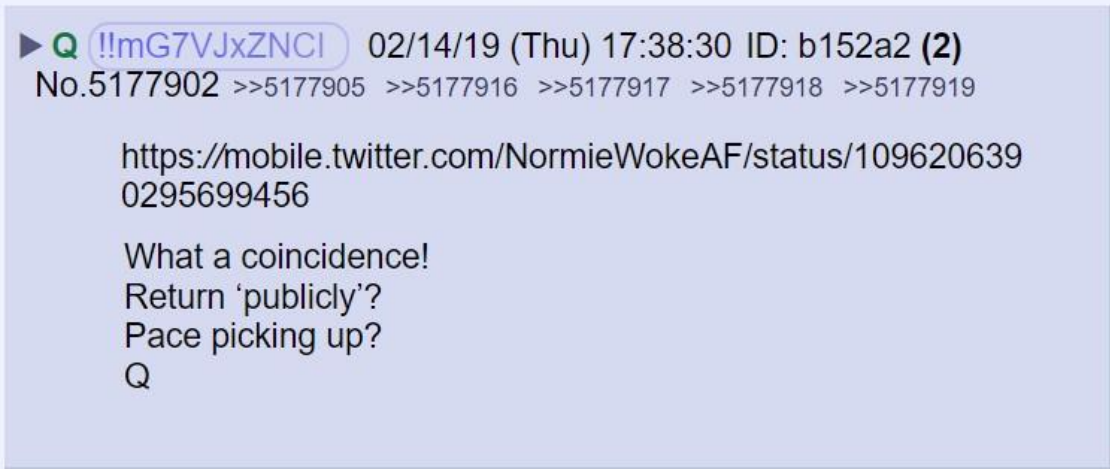 ▶ Q !!mG7VJxZNCI 02/14/19 (Thu) 17:38:30 ID: b152a2 (2)
No.5177902 >>5177905 >>5177916 >>5177917 >>5177918 >>5177919
https://mobile.twitter.com/NormieWokeAF/status/109620639
0295699456
What a coincidence!
Return ‘publicly’?
Pace picking up?
Q